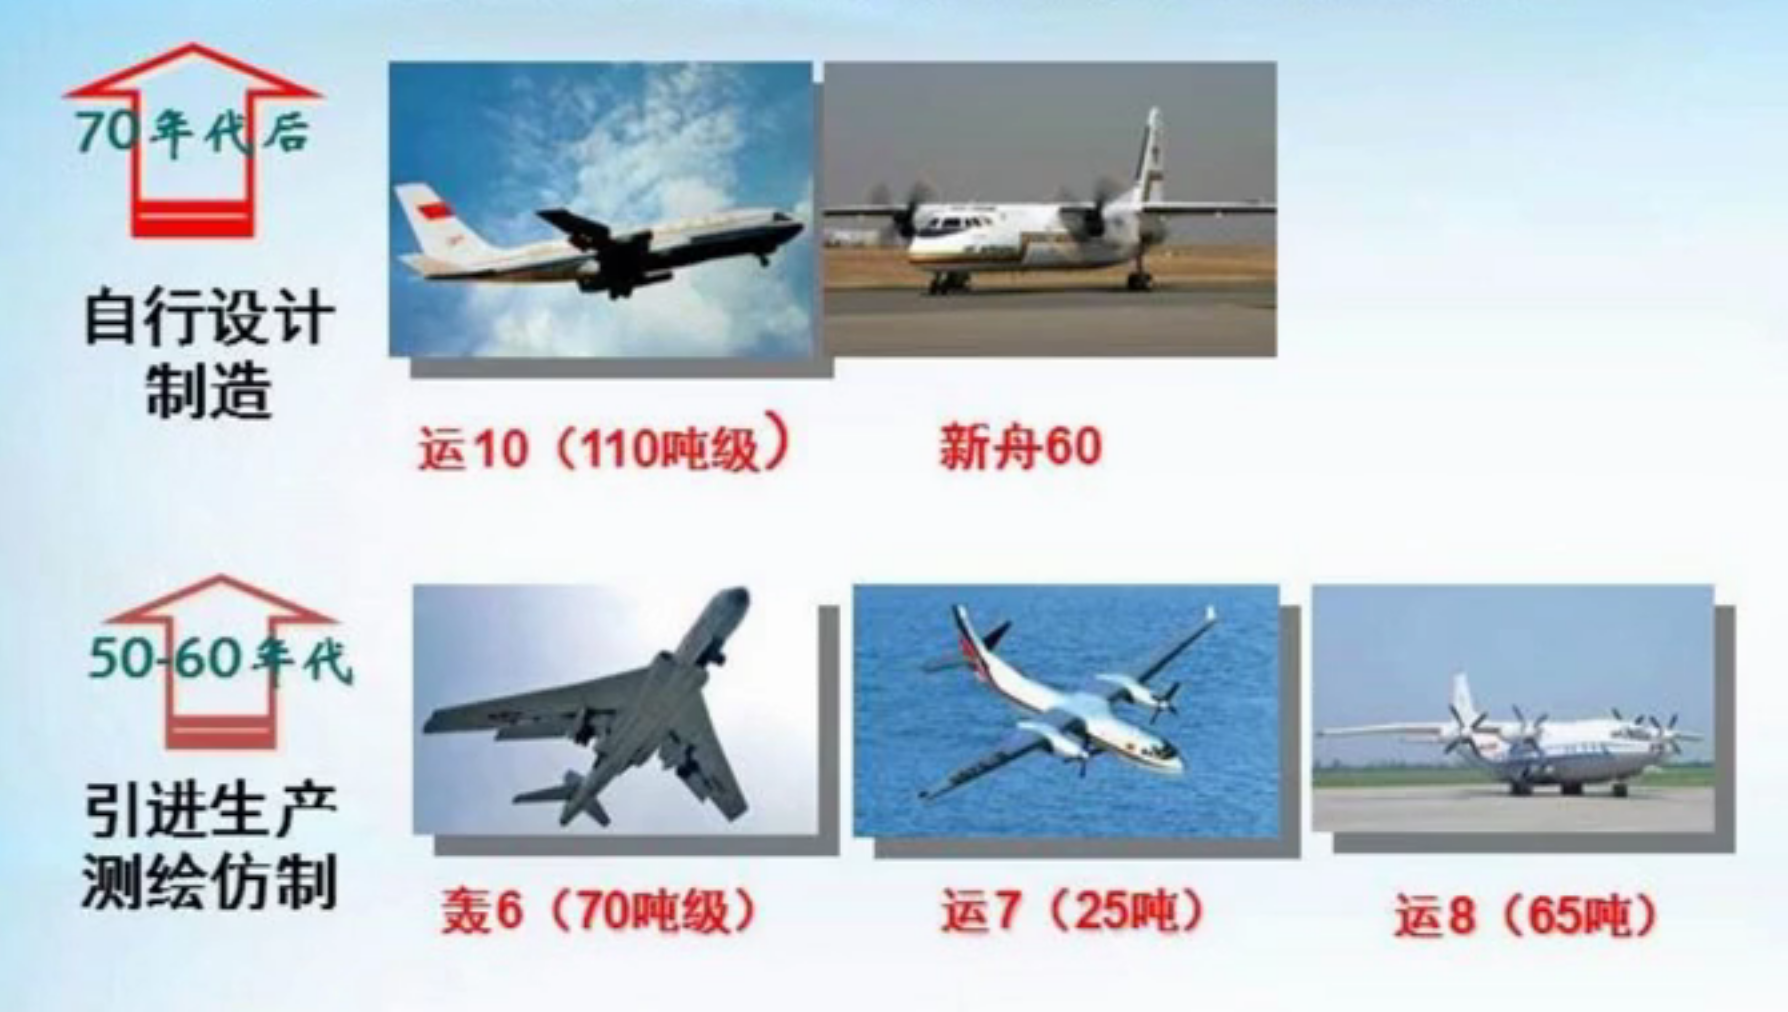 70年代后
自行设计
制造
运10（110吨级）
新舟60
50-60年代
引进生产
测绘仿制
轰6（70吨级）
运7（25吨）
运8（65吨）